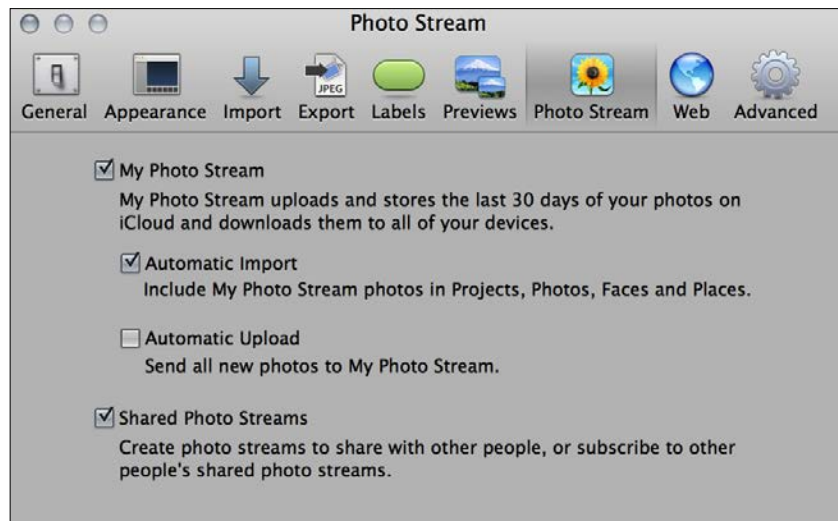 Photo Stream
JPEG
General Appearance Import Export Labels Previews Photo Stream Web Advanced
My Photo Stream
My Photo Stream uploads and stores the last 30 days of your photos on
iCloud and downloads them to all of your devices.
Automatic Import
Include My Photo Stream photos in Projects, Photos, Faces and Places.
Automatic Upload
Send all new photos to My Photo Stream.
Shared Photo Streams
Create photo streams to share with other people, or subscribe to other
people's shared photo streams.